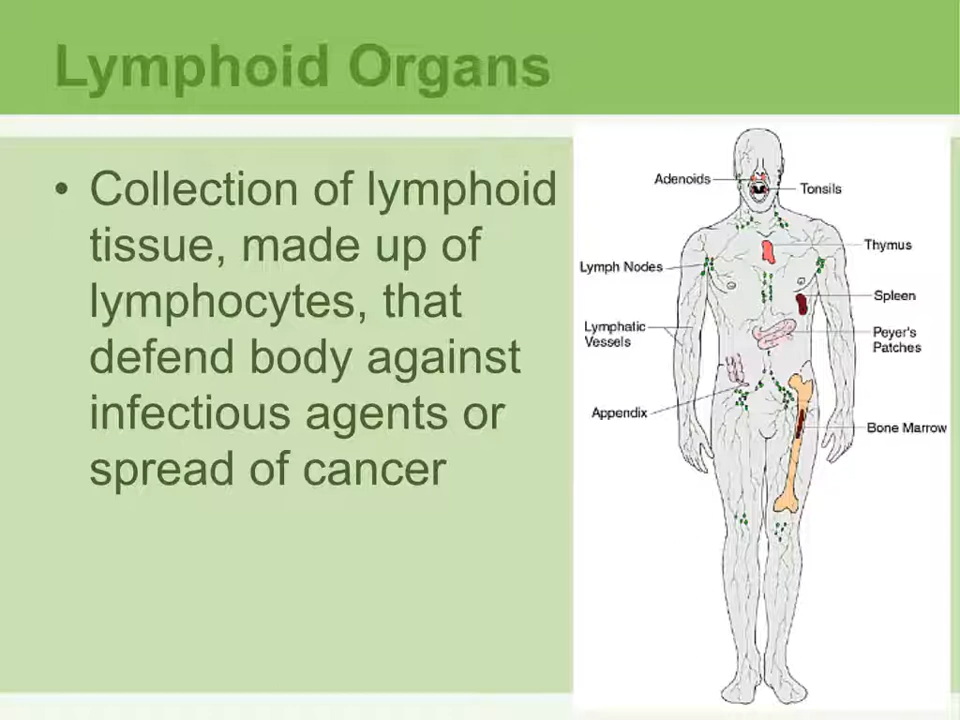 Lymphoid Organs
• Collection of lymphoid
tissue, made up of
lymphocytes, that
defend body against
infectious agents or
spread of cancer
Adenoids
Tonsils
Thymus
Lymph Nodes
Spleen
Lymphatic
Vessels
Peyer's
Patches
Appendix
Bone Marrow